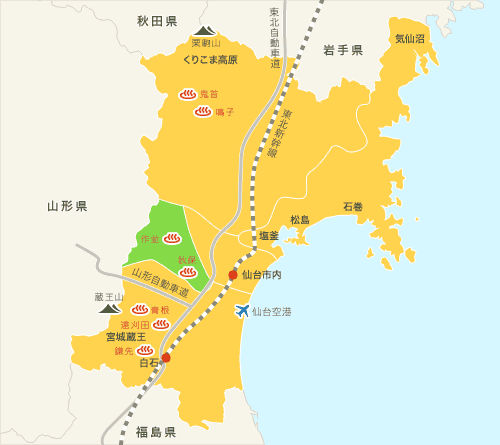 秋田県
東北自動車道
栗駒山
くりこま高原
岩手県
気仙沼
鬼首
鳴子
東北新幹線
山形県
石巻
松島
塩釜
作並
秋保
仙台市内
山形自動車道
蔵王山
青根
遠刈田
宮城蔵王
鎌先
白石
仙台空港
福島県